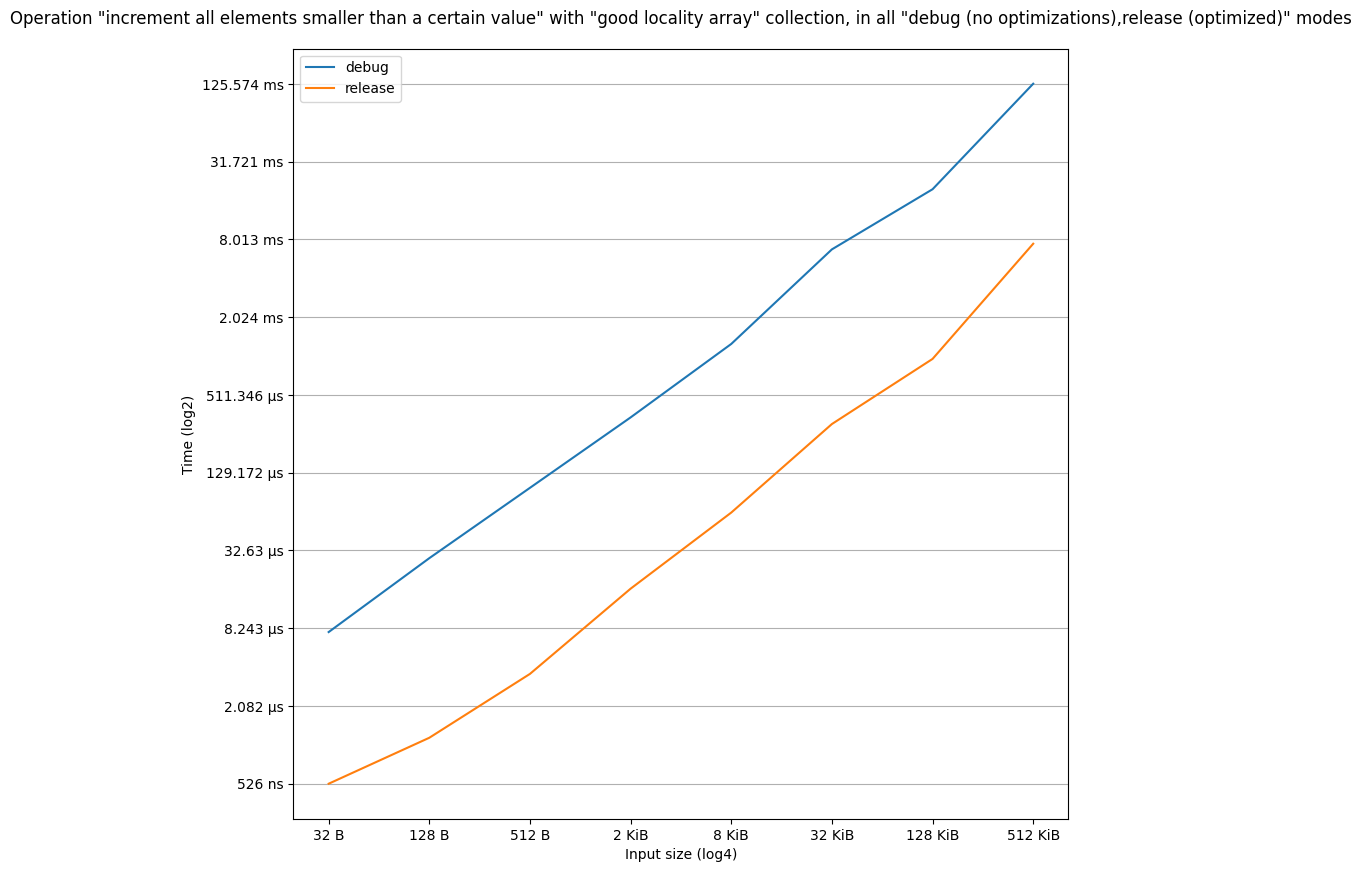 Operation "increment all elements smaller than a certain value" with "good locality array" collection, in all "debug (no optimizations),release (optimized)" modes
debug
release
125.574 ms
31.721 ms
8.013 ms
2.024 ms
511.346 µs
129.172 µs
32.63 µs
8.243 µs
2.082 µs
526 ns
Time (log2)
32 B
128 B
512 B
2 KiB
8 KiB
32 KiB
128 KiB
512 KiB
Input size (log4)